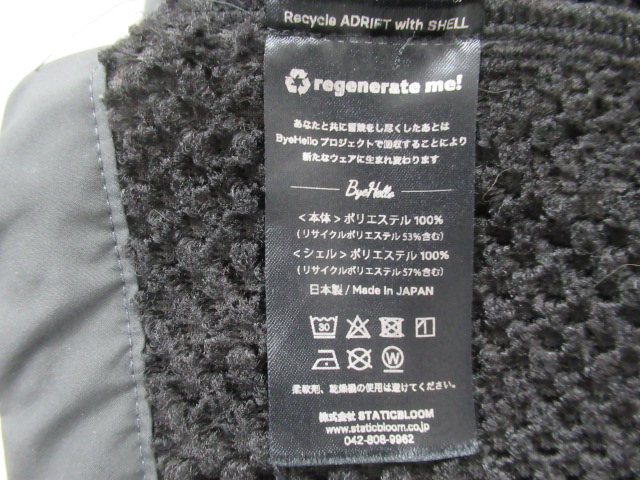 Recycle ADRIFT with SHELL
regenerate me!
あなたと共に冒険をし尽くしたあとは
ByeHello プロジェクトで回収することにより
新たなウェアに生まれ変わります
ByeHello
＜本体＞ポリエステル 100%
（リサイクルポリエステル 53%含む）
＜シェル＞ポリエステル 100%
（リサイクルポリエステル 57%含む）
日本製 / Made in JAPAN
30
W
柔軟剤、乾燥機の使用は避けてください。
株式会社 STATICBLOOM
www.staticbloom.co.jp
042-808-9962